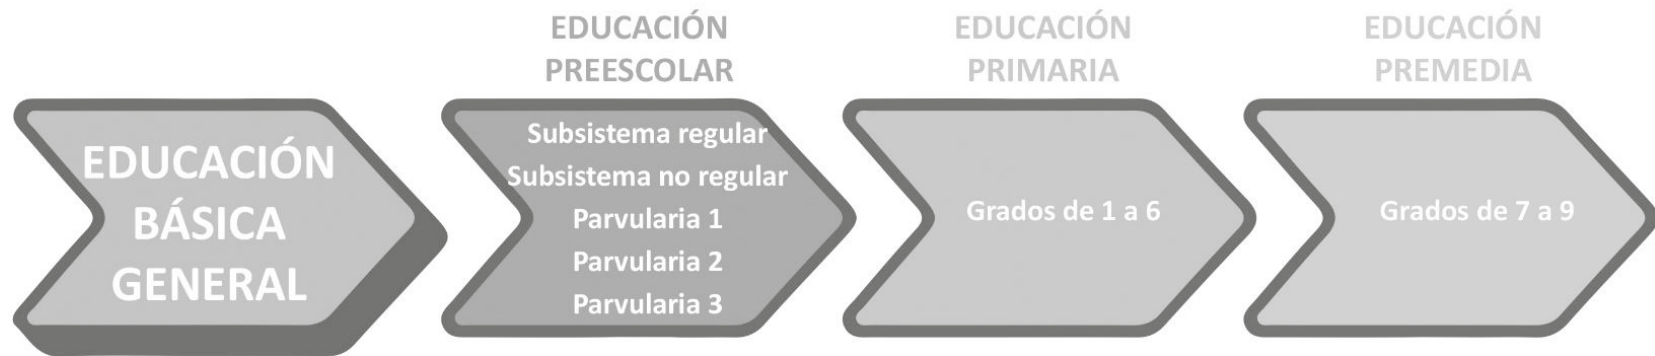 EDUCACIÓN
BÁSICA
GENERAL
EDUCACIÓN
PREESCOLAR
Subsistema regular
Subsistema no regular
Parvularia 1
Parvularia 2
Parvularia 3
EDUCACIÓN
PRIMARIA
Grados de 1 a 6
EDUCACIÓN
PREMEDIA
Grados de 7 a 9